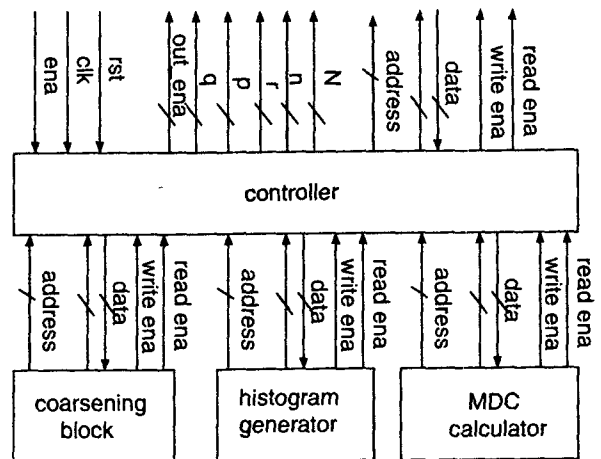 ena
clk
rst
out ena
q
p
r
n
N
address
data
write ena
read ena
controller
address
data
write ena
read ena
address
data
write ena
read ena
address
data
write ena
read ena
coarsening
block
histogram
generator
MDC
calculator